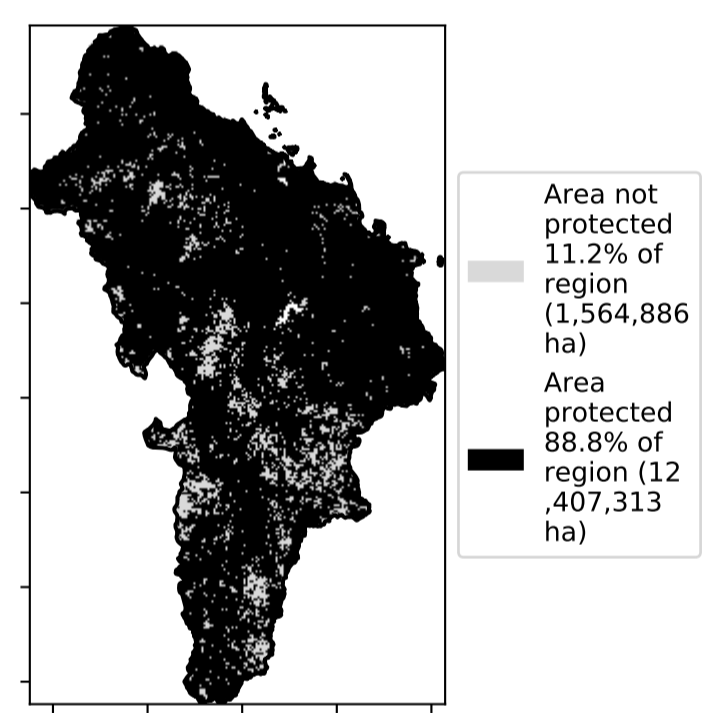 Area not
protected
11.2% of
region
(1,564,886
ha)
Area
protected
88.8% of
region (12
,407,313
ha)